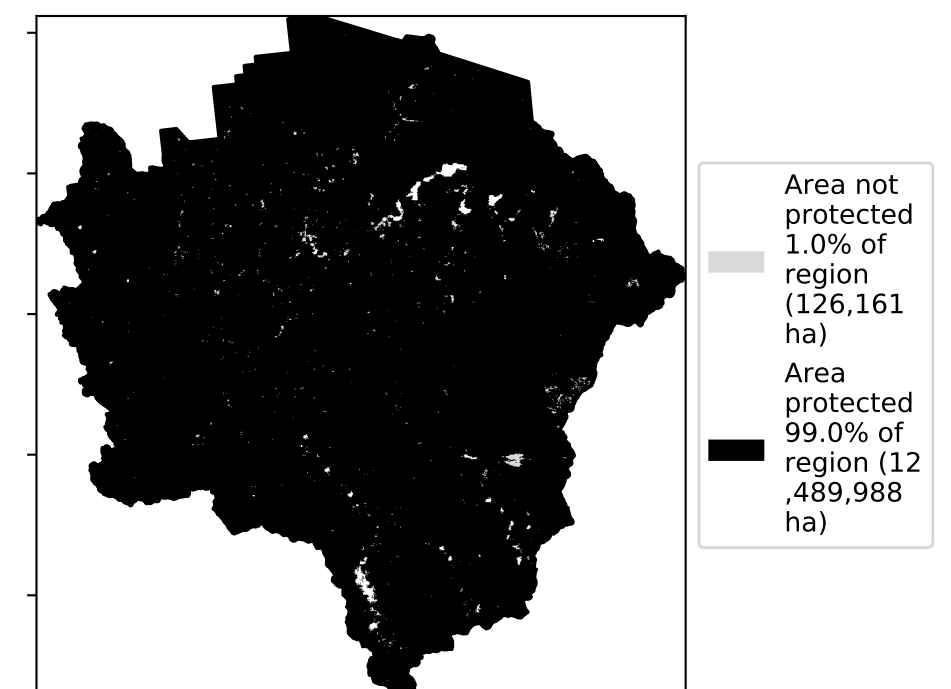 Area not
protected
1.0% of
region
(126,161
ha)
Area
protected
99.0% of
region (12
,489,988
ha)